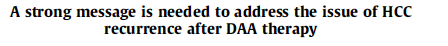 A strong message is needed to address the issue of HCC
recurrence after DAA therapy